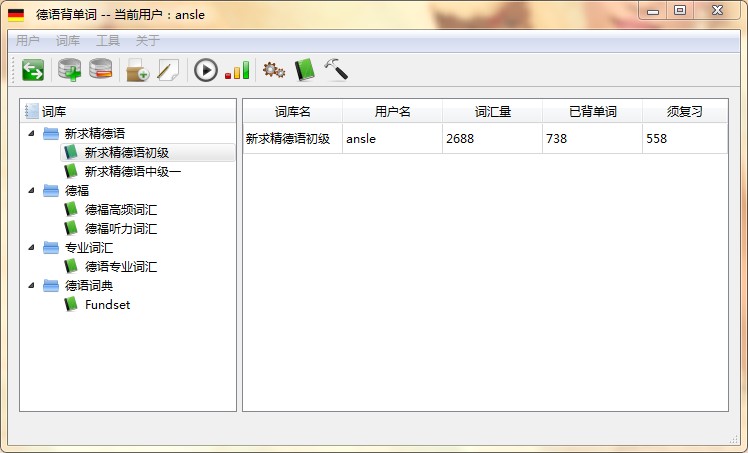 德语背单词 -- 当前用户：ansle
用户 词库 工具 关于
词库
新求精德语
新求精德语初级
新求精德语中级一
德福
德福高频词汇
德福听力词汇
专业词汇
德语专业词汇
德语词典
Fundset
词库名 用户名 词汇量 已背单词 须复习
新求精德语初级 ansle 2688 738 558